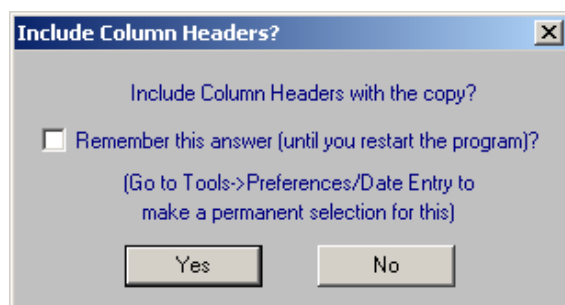 Include Column Headers?
Include Column Headers with the copy?
Remember this answer (until you restart the program)?
(Go to Tools->Preferences/Date Entry to
make a permanent selection for this)
Yes
No